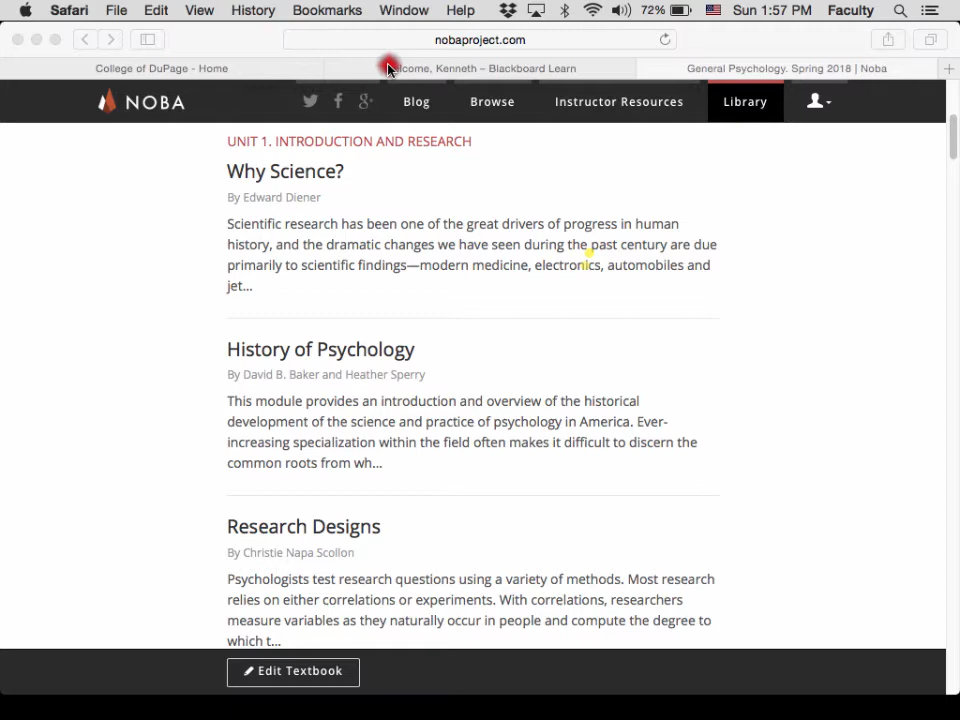 Safari File Edit View History Bookmarks Window Help 72% Sun 1:57 PM Faculty
nobaproject.com
College of DuPage - Home
come, Kenneth – Blackboard Learn
General Psychology. Spring 2018 | Noba
NOBA Blog Browse Instructor Resources Library
UNIT 1. INTRODUCTION AND RESEARCH
Why Science?
By Edward Diener
Scientific research has been one of the great drivers of progress in human
history, and the dramatic changes we have seen during the past century are due
primarily to scientific findings—modern medicine, electronics, automobiles and
jet...
History of Psychology
By David B. Baker and Heather Sperry
This module provides an introduction and overview of the historical
development of the science and practice of psychology in America. Ever-
increasing specialization within the field often makes it difficult to discern the
common roots from wh...
Research Designs
By Christie Napa Scollon
Psychologists test research questions using a variety of methods. Most research
relies on either correlations or experiments. With correlations, researchers
measure variables as they naturally occur in people and compute the degree to
which t...
Edit Textbook